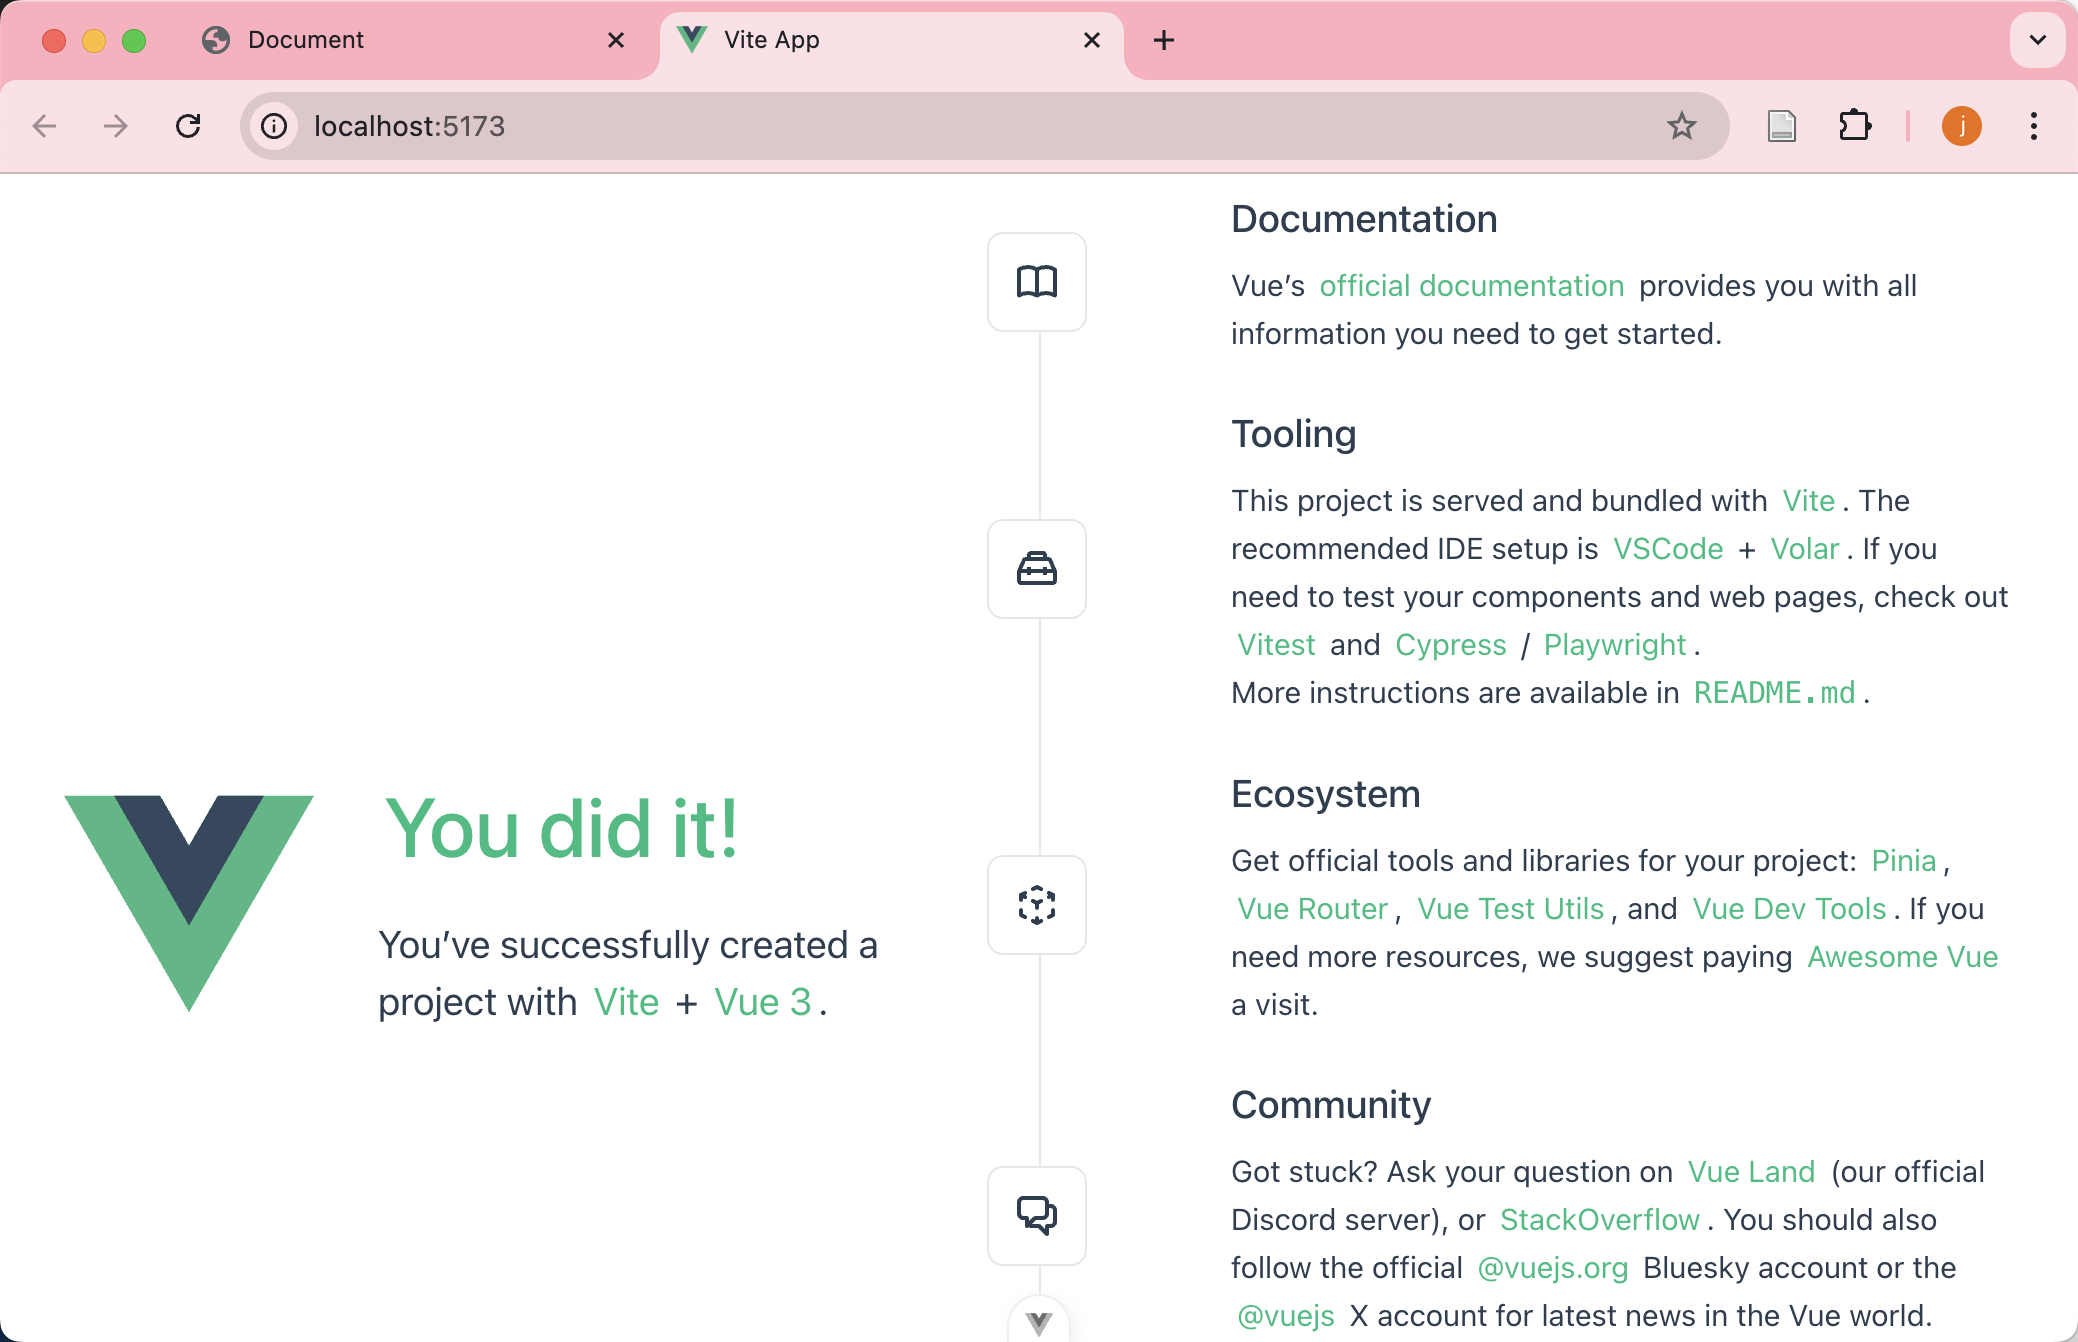 Document
Vite App
localhost:5173
j
You did it!
You’ve successfully created a
project with Vite + Vue 3.
Documentation
Vue’s official documentation provides you with all
information you need to get started.
Tooling
This project is served and bundled with Vite. The
recommended IDE setup is VSCode + Volar. If you
need to test your components and web pages, check out
Vitest and Cypress / Playwright.
More instructions are available in README.md.
Ecosystem
Get official tools and libraries for your project: Pinia,
Vue Router, Vue Test Utils, and Vue Dev Tools. If you
need more resources, we suggest paying Awesome Vue
a visit.
Community
Got stuck? Ask your question on Vue Land (our official
Discord server), or StackOverflow. You should also
follow the official @vuejs.org Bluesky account or the
@vuejs X account for latest news in the Vue world.